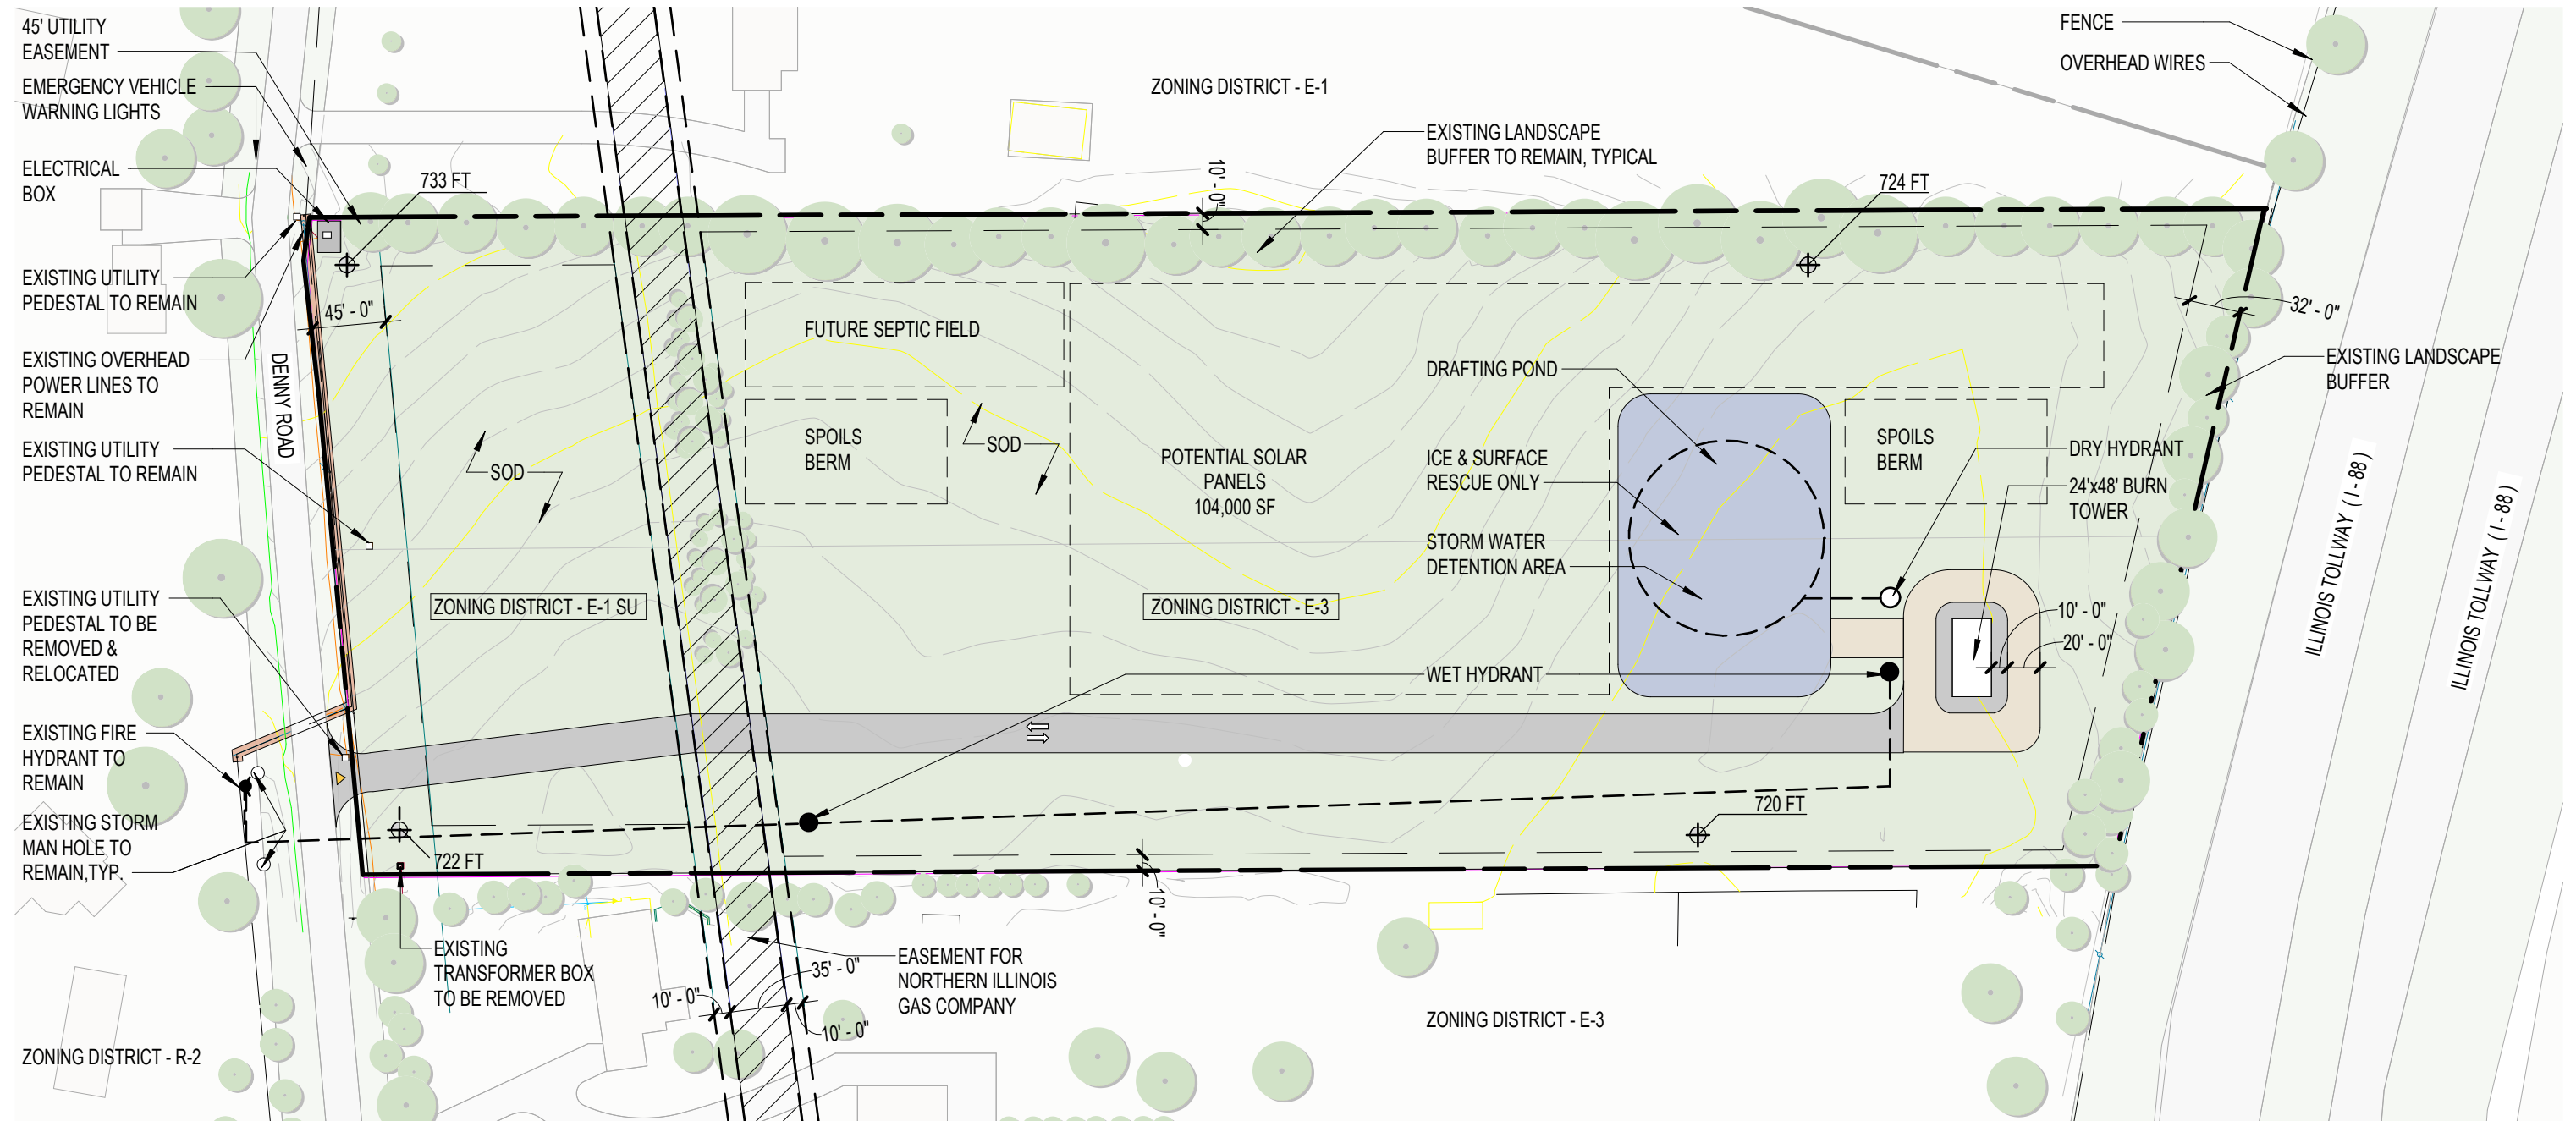 45' UTILITY
EASEMENT
EMERGENCY VEHICLE
WARNING LIGHTS
ELECTRICAL
BOX
EXISTING UTILITY
PEDESTAL TO REMAIN
EXISTING OVERHEAD
POWER LINES TO
REMAIN
EXISTING UTILITY
PEDESTAL TO REMAIN
EXISTING UTILITY
PEDESTAL TO BE
REMOVED &
RELOCATED
EXISTING FIRE
HYDRANT TO
REMAIN
EXISTING STORM
MAN HOLE TO
REMAIN,TYP.
ZONING DISTRICT - R-2
DENNY ROAD
733 FT
45' - 0"
SOD
ZONING DISTRICT - E-1 SU
722 FT
EXISTING
TRANSFORMER BOX
TO BE REMOVED
10' - 0"
35' - 0"
10' - 0"
EASEMENT FOR
NORTHERN ILLINOIS
GAS COMPANY
FUTURE SEPTIC FIELD
SPOILS
BERM
SOD
ZONING DISTRICT - E-1
10' - 0"
EXISTING LANDSCAPE
BUFFER TO REMAIN, TYPICAL
POTENTIAL SOLAR
PANELS
104,000 SF
ZONING DISTRICT - E-3
DRAFTING POND
ICE & SURFACE
RESCUE ONLY
STORM WATER
DETENTION AREA
WET HYDRANT
10' - 0"
ZONING DISTRICT - E-3
724 FT
720 FT
SPOILS
BERM
DRY HYDRANT
24'x48' BURN
TOWER
10' - 0"
20' - 0"
FENCE
OVERHEAD WIRES
32' - 0"
EXISTING LANDSCAPE
BUFFER
ILLINOIS TOLLWAY ( I - 88 )
ILLINOIS TOLLWAY ( I - 88 )